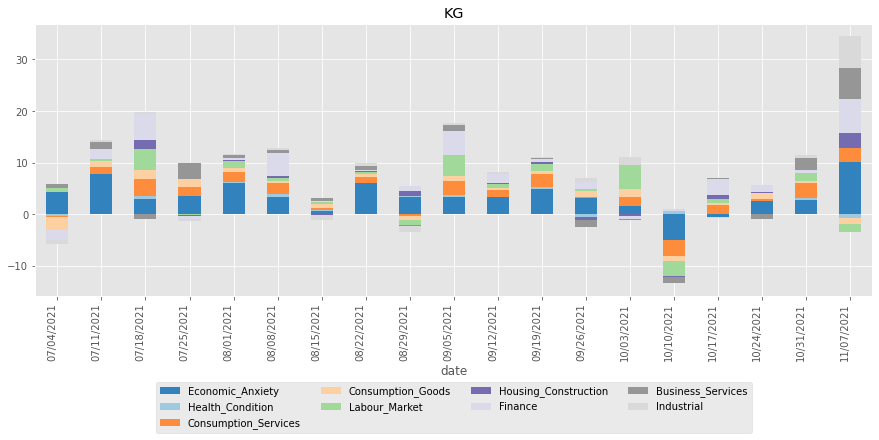 KG
30
20
10
0
−10
07/04/2021
07/11/2021
07/18/2021
07/25/2021
08/01/2021
08/08/2021
08/15/2021
08/22/2021
08/29/2021
09/05/2021
09/12/2021
09/19/2021
09/26/2021
10/03/2021
10/10/2021
10/17/2021
10/24/2021
10/31/2021
11/07/2021
date
Economic_Anxiety
Health_Condition
Consumption_Services
Consumption_Goods
Labour_Market
Housing_Construction
Finance
Business_Services
Industrial